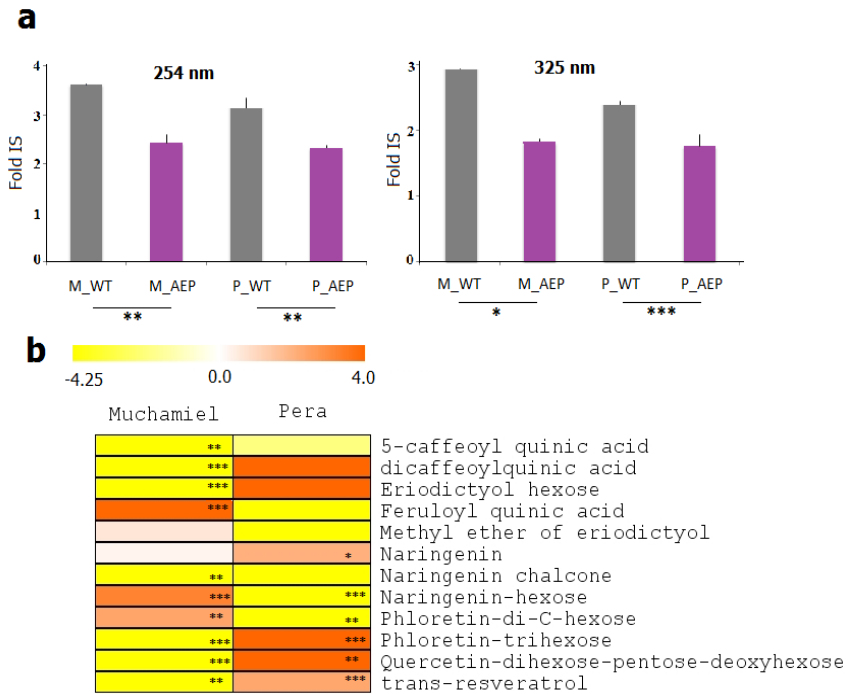 a
254 nm
325 nm
Fold IS
4
3
2
1
0
M_WT M_AEP P_WT P_AEP
** **
Fold IS
3
2
1
0
M_WT M_AEP P_WT P_AEP
* ***
b
-4.25 0.0 4.0
Muchamiel Pera
** 5-caffeoyl quinic acid
*** dicaffeoylquinic acid
*** Eriodictyol hexose
*** Feruloyl quinic acid
Methyl ether of eriodictyol
* Naringenin
** Naringenin chalcone
*** *** Naringenin-hexose
** ** Phloretin-di-C-hexose
*** *** Phloretin-trihexose
*** ** Quercetin-dihexose-pentose-deoxyhexose
** *** trans-resveratrol